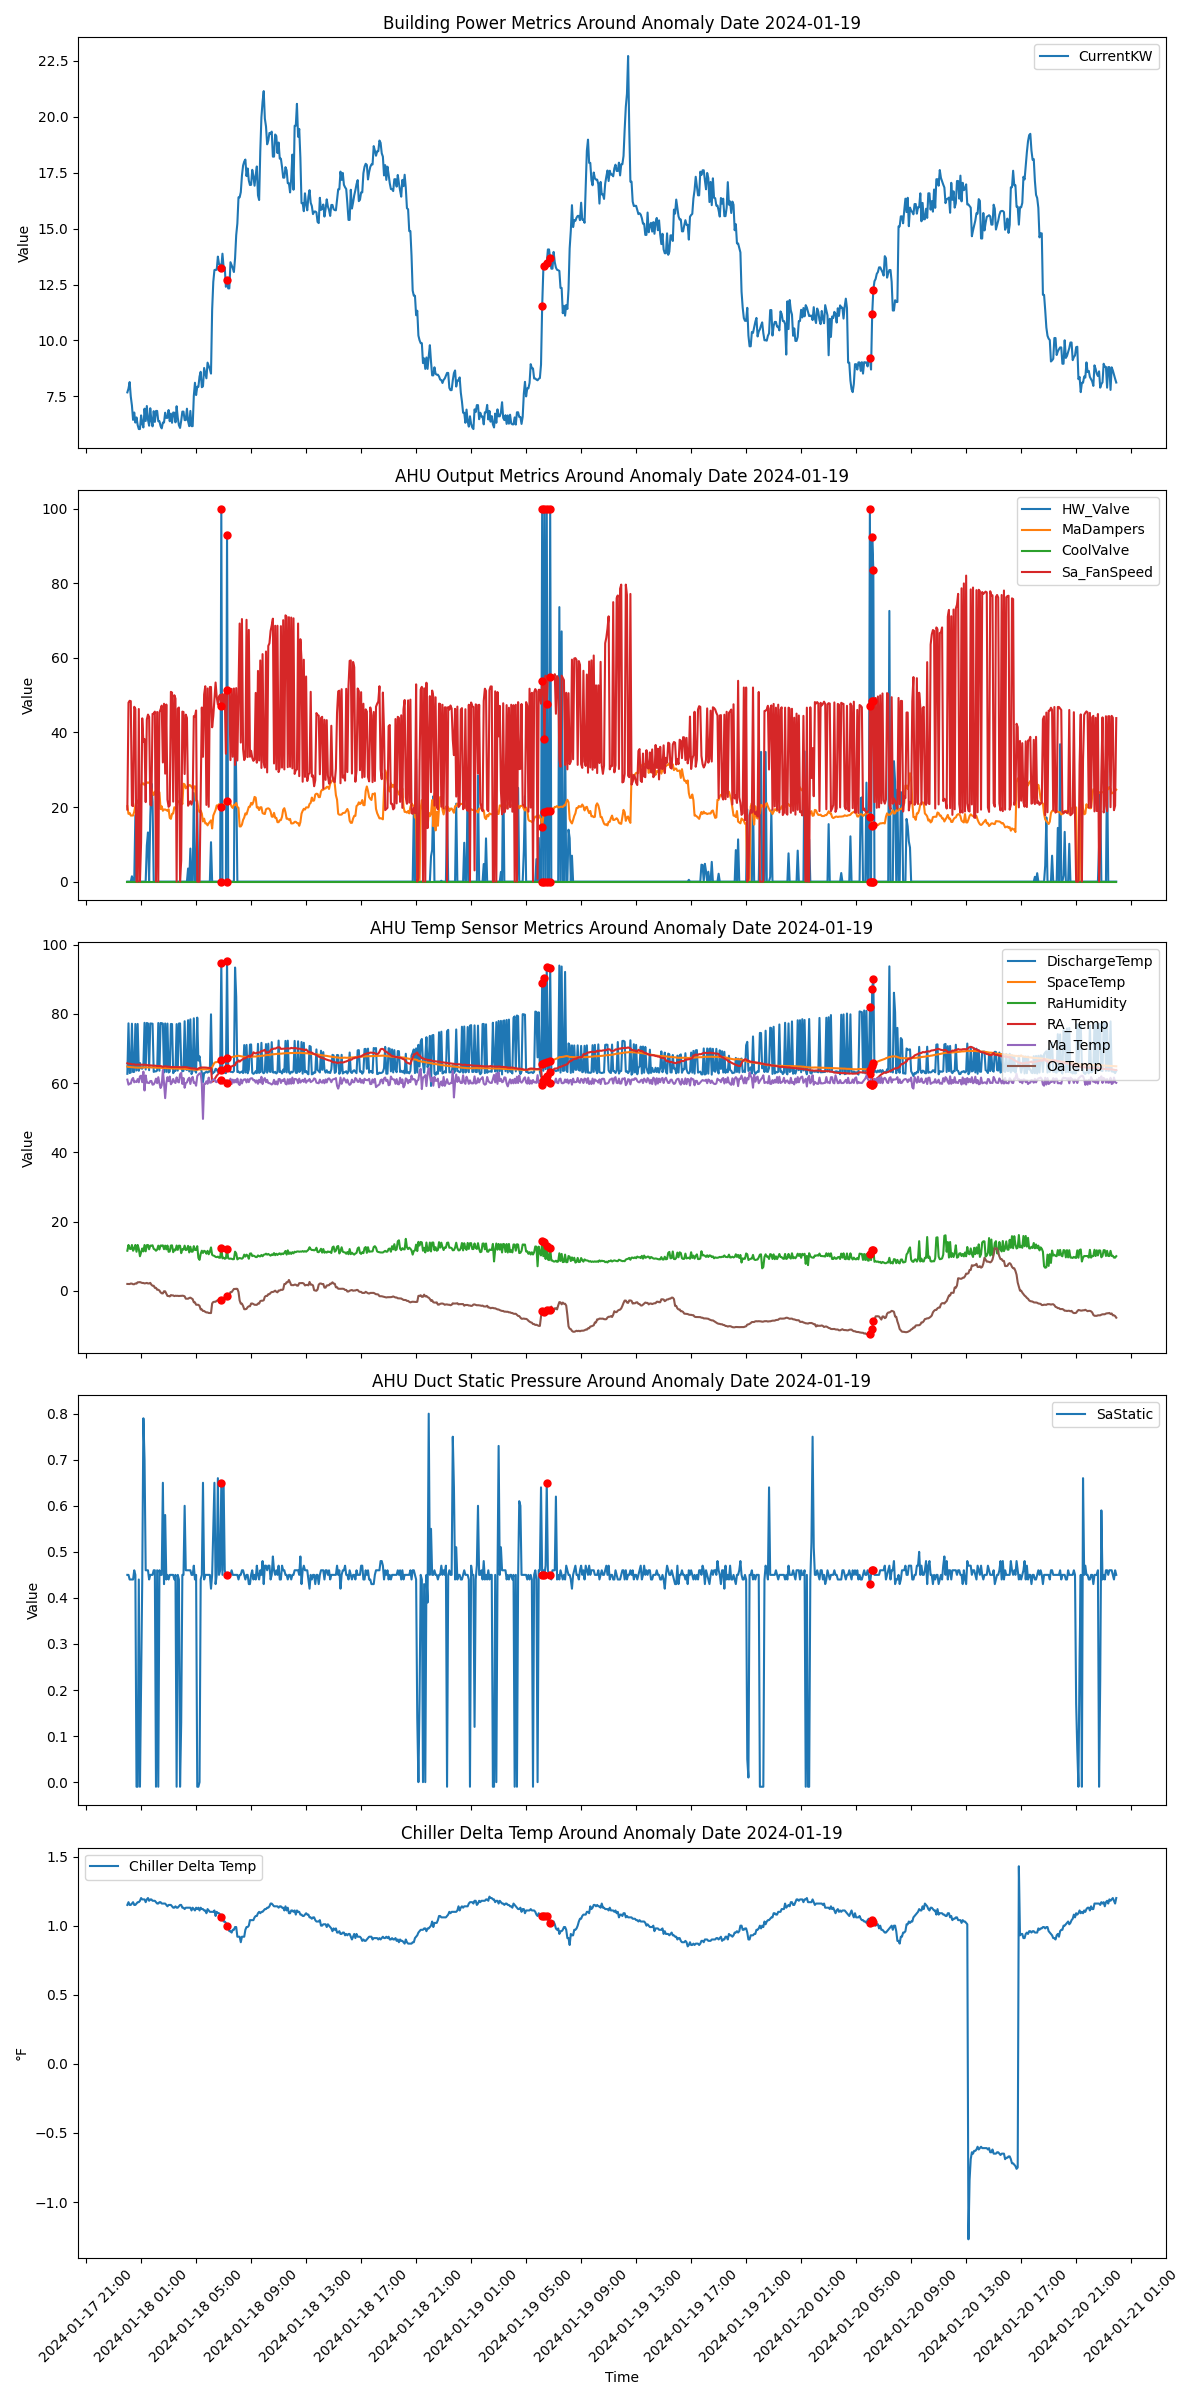 Building Power Metrics Around Anomaly Date 2024-01-19
CurrentKW
22.5
20.0
17.5
15.0
12.5
10.0
7.5
Value
AHU Output Metrics Around Anomaly Date 2024-01-19
HW_Valve
MaDampers
CoolValve
Sa_FanSpeed
100
80
60
40
20
0
Value
AHU Temp Sensor Metrics Around Anomaly Date 2024-01-19
DischargeTemp
SpaceTemp
RaHumidity
RA_Temp
Ma_Temp
OaTemp
100
80
60
40
20
0
Value
AHU Duct Static Pressure Around Anomaly Date 2024-01-19
SaStatic
0.8
0.7
0.6
0.5
0.4
0.3
0.2
0.1
0.0
Value
Chiller Delta Temp Around Anomaly Date 2024-01-19
Chiller Delta Temp
1.5
1.0
0.5
0.0
−0.5
−1.0
°F
2024-01-17 21:00
2024-01-18 01:00
2024-01-18 05:00
2024-01-18 09:00
2024-01-18 13:00
2024-01-18 17:00
2024-01-18 21:00
2024-01-19 01:00
2024-01-19 05:00
2024-01-19 09:00
2024-01-19 13:00
2024-01-19 17:00
2024-01-19 21:00
2024-01-20 01:00
2024-01-20 05:00
2024-01-20 09:00
2024-01-20 13:00
2024-01-20 17:00
2024-01-20 21:00
2024-01-21 01:00
Time